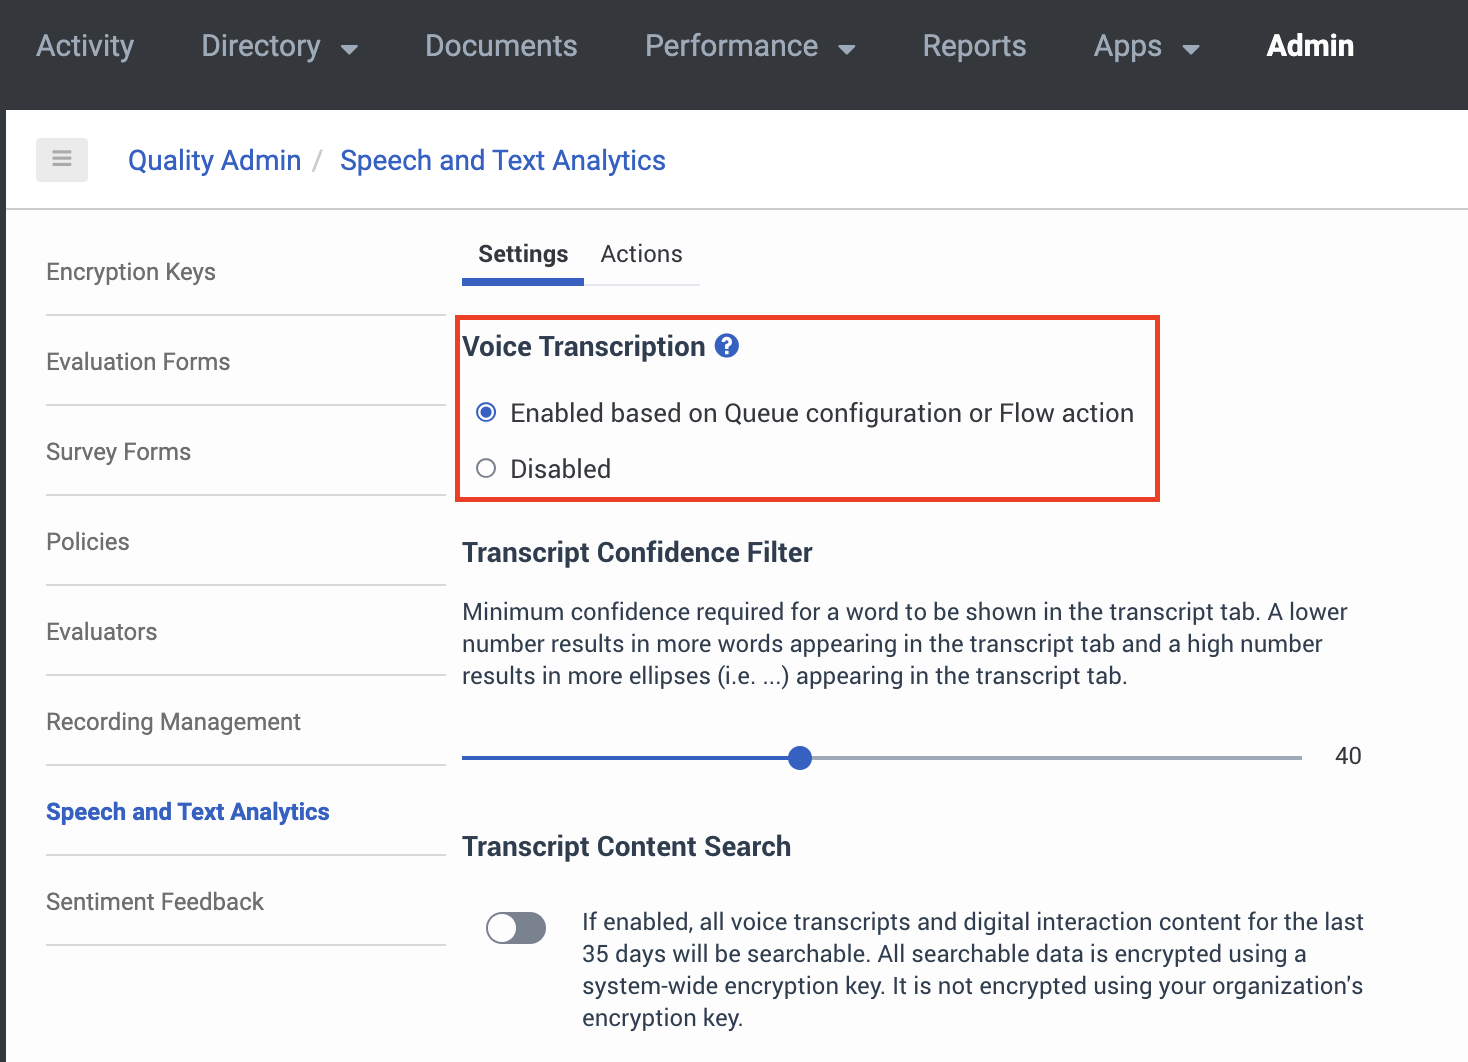 Activity Directory Documents Performance Reports Apps Admin
Quality Admin / Speech and Text Analytics
Encryption Keys
Evaluation Forms
Survey Forms
Policies
Evaluators
Recording Management
Speech and Text Analytics
Sentiment Feedback
Settings Actions
Voice Transcription ?
Enabled based on Queue configuration or Flow action
Disabled
Transcript Confidence Filter
Minimum confidence required for a word to be shown in the transcript tab. A lower
number results in more words appearing in the transcript tab and a high number
results in more ellipses (i.e. ...) appearing in the transcript tab.
40
Transcript Content Search
If enabled, all voice transcripts and digital interaction content for the last
35 days will be searchable. All searchable data is encrypted using a
system-wide encryption key. It is not encrypted using your organization's
encryption key.